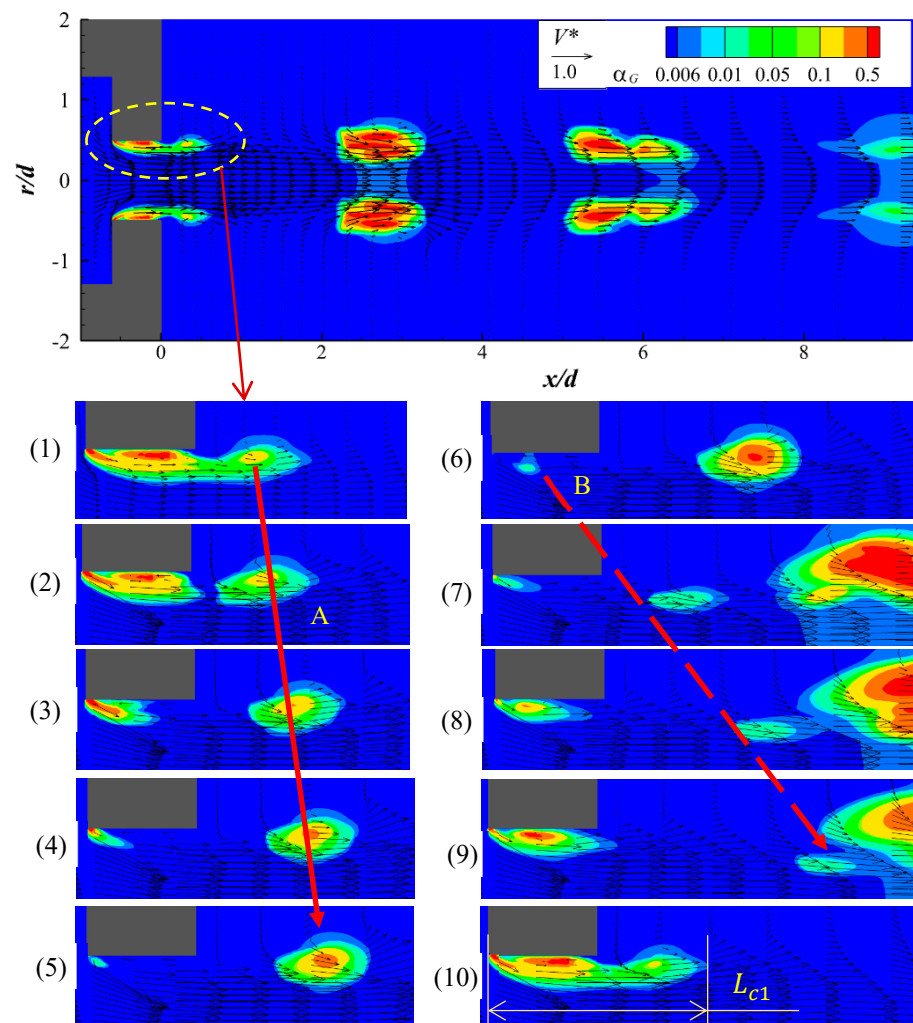 2
V*
1.0
α_G
0.006 0.01 0.05 0.1 0.5
1
r/d
0
-1
-2
0 2 4 6 8
x/d
(1)
(2)
A
(3)
(4)
(5)
(6)
B
(7)
(8)
(9)
(10)
L_c1